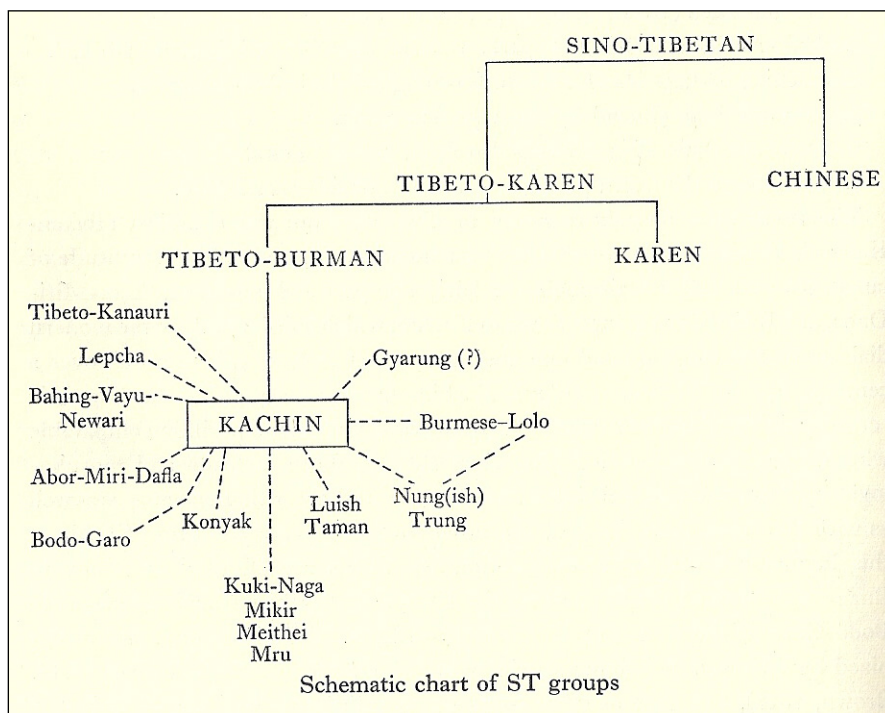 SINO-TIBETAN
TIBETO-KAREN
CHINESE
TIBETO-BURMAN
KAREN
Tibeto-Kanauri
Lepcha
Gyarung (?)
Bahing-Vayu-
Newari
KACHIN
Burmese–Lolo
Abor-Miri-Dafla
Konyak
Luish
Taman
Nung(ish)
Trung
Bodo-Garo
Kuki-Naga
Mikir
Meithei
Mru
Schematic chart of ST groups